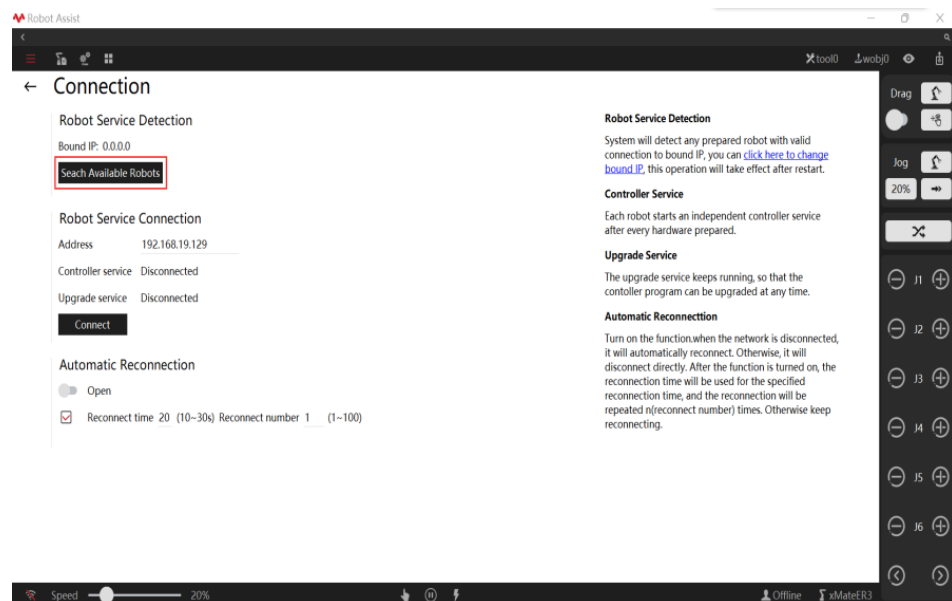 Robot Assist
tool0 wobj0
Connection
Robot Service Detection
Bound IP: 0.0.0.0
Seach Available Robots
Robot Service Connection
Address 192.168.19.129
Controller service Disconnected
Upgrade service Disconnected
Connect
Automatic Reconnection
Open
Reconnect time 20 (10~30s) Reconnect number 1 (1~100)
Robot Service Detection
System will detect any prepared robot with valid
connection to bound IP, you can click here to change
bound IP, this operation will take effect after restart.
Controller Service
Each robot starts an independent controller service
after every hardware prepared.
Upgrade Service
The upgrade service keeps running, so that the
contoller program can be upgraded at any time.
Automatic Reconnecttion
Turn on the function.when the network is disconnected,
it will automatically reconnect. Otherwise, it will
disconnect directly. After the function is turned on, the
reconnection time will be used for the specified
reconnection time, and the reconnection will be
repeated n(reconnect number) times. Otherwise keep
reconnecting.
Drag
Jog
20%
J1
J2
J3
J4
J5
J6
Speed 20%
Offline xMateER3